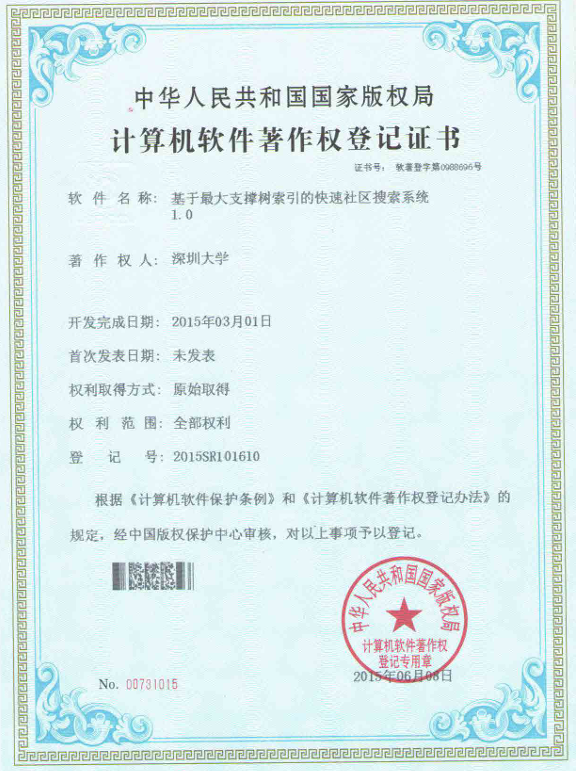 中华人民共和国国家版权局
计算机软件著作权登记证书
证书号： 软著登字第0988696号
软件名称： 基于最大支撑树索引的快速社区搜索系统
1.0
著作权人： 深圳大学
开发完成日期： 2015年03月01日
首次发表日期： 未发表
权利取得方式： 原始取得
权利范围： 全部权利
登记号： 2015SR101610
根据《计算机软件保护条例》和《计算机软件著作权登记办法》的
规定，经中国版权保护中心审核，对以上事项予以登记。
中华人民共和国国家版权局
计算机软件著作权
登记专用章
No. 00731015
2015年06月08日